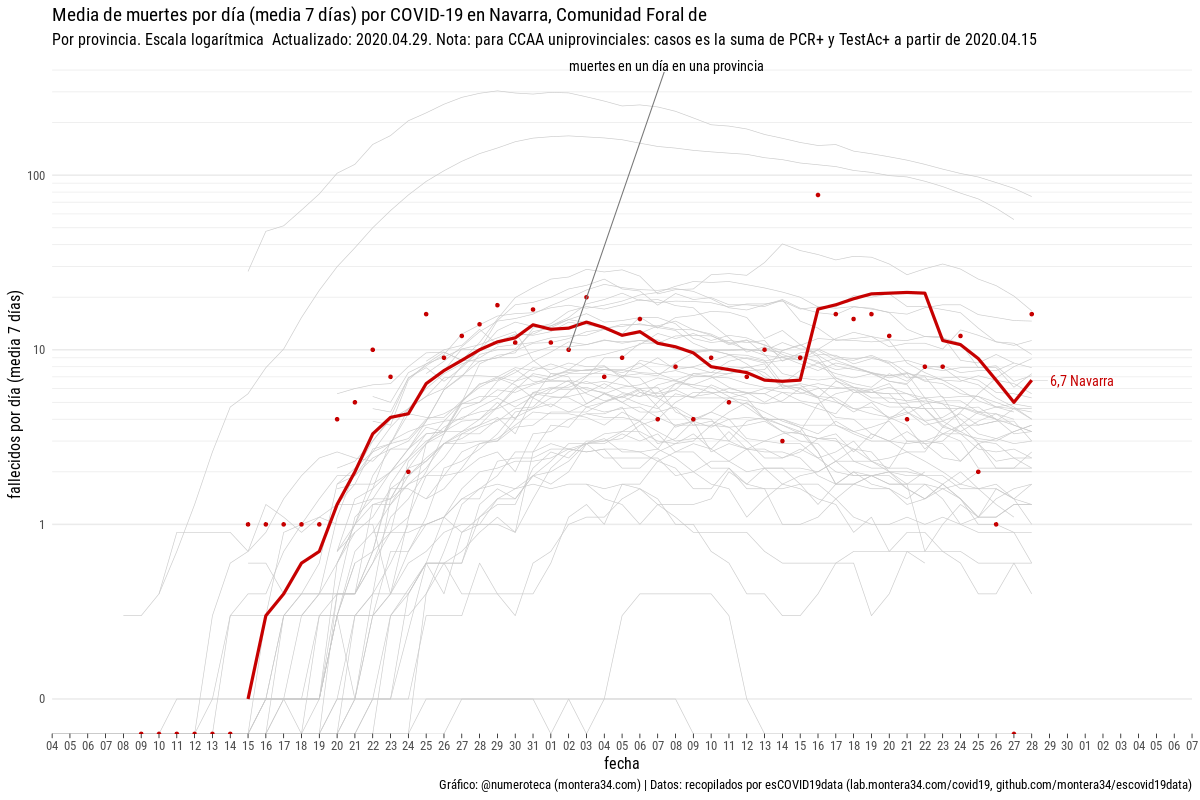 Media de muertes por día (media 7 días) por COVID-19 en Navarra, Comunidad Foral de
Por provincia. Escala logarítmica  Actualizado: 2020.04.29. Nota: para CCAA uniprovinciales: casos es la suma de PCR+ y TestAc+ a partir de 2020.04.15
muertes en un día en una provincia
fallecidos por día (media 7 días)
100
10
1
0
6,7 Navarra
04 05 06 07 08 09 10 11 12 13 14 15 16 17 18 19 20 21 22 23 24 25 26 27 28 29 30 31 01 02 03 04 05 06 07 08 09 10 11 12 13 14 15 16 17 18 19 20 21 22 23 24 25 26 27 28 29 30 01 02 03 04 05 06 07
fecha
Gráfico: @numeroteca (montera34.com) | Datos: recopilados por esCOVID19data (lab.montera34.com/covid19, github.com/montera34/escovid19data)